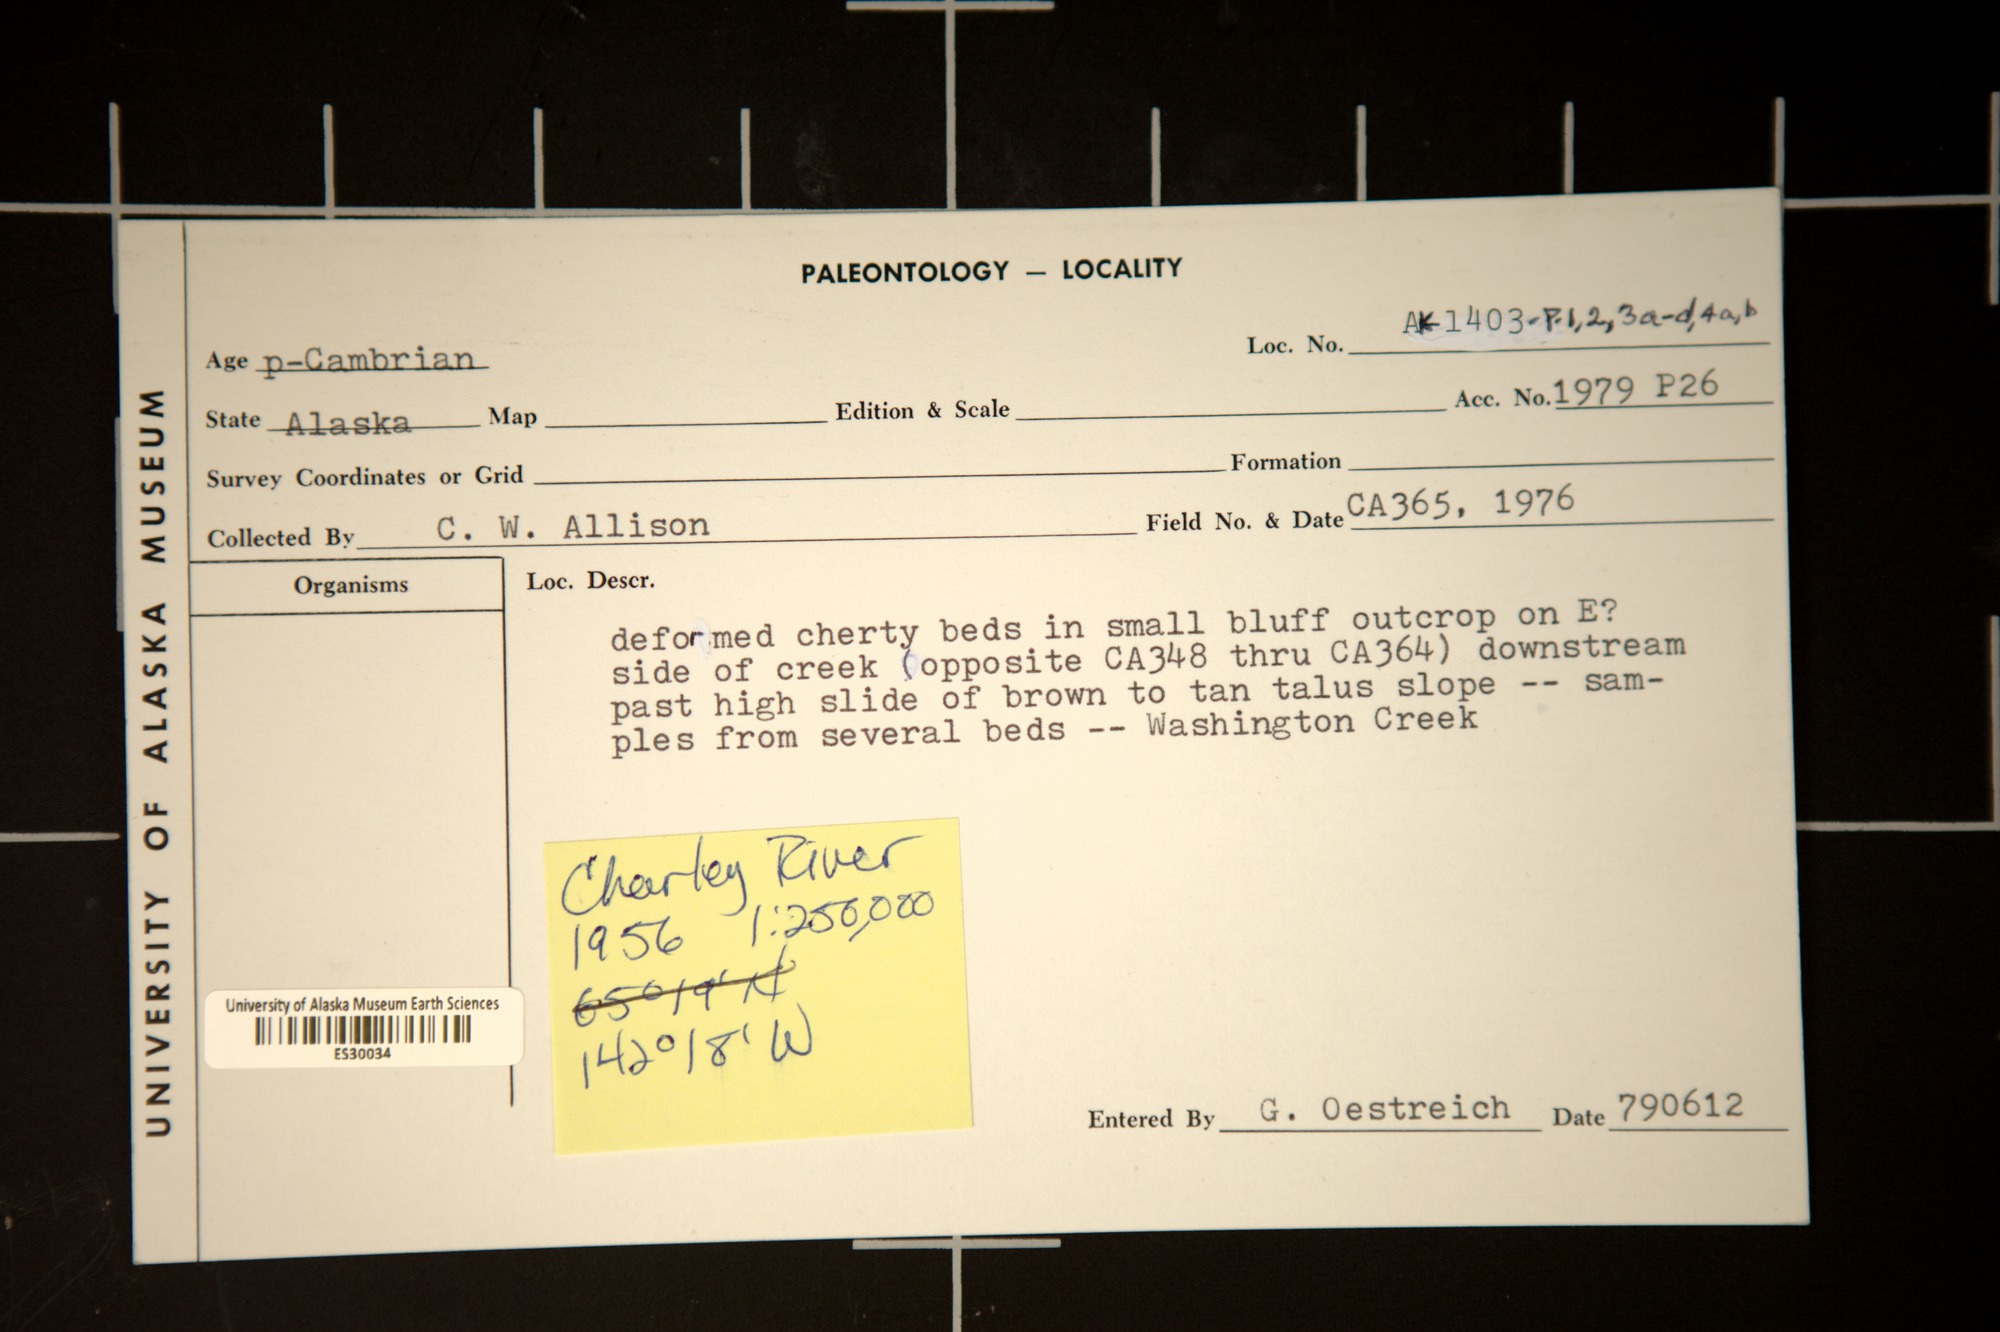 PALEONTOLOGY — LOCALITY
UNIVERSITY OF ALASKA MUSEUM
Loc. No. AK-1403-P.1,2,3a-d,4a,b
Age p-Cambrian
State Alaska Map Edition & Scale Acc. No. 1979 P26
Survey Coordinates or Grid Formation
Collected By C. W. Allison Field No. & Date CA365, 1976
Organisms
Loc. Descr.
deformed cherty beds in small bluff outcrop on E?
side of creek (opposite CA348 thru CA364) downstream
past high slide of brown to tan talus slope -- sam-
ples from several beds -- Washington Creek
Charley River
1956 1:250,000
65°19' N
142°18' W
University of Alaska Museum Earth Sciences
ES30034
Entered By G. Oestreich Date 790612